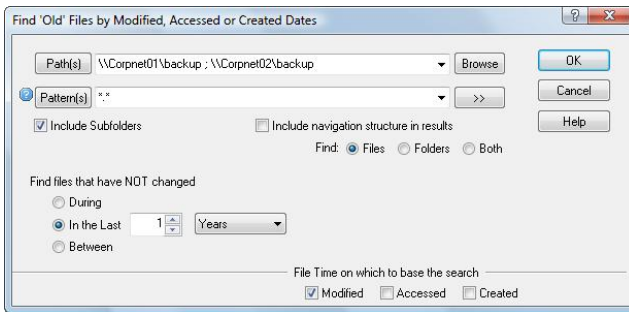 Find 'Old' Files by Modified, Accessed or Created Dates
Path(s) \\Corpnet01\backup ; \\Corpnet02\backup Browse OK
Pattern(s) *.* >> Cancel
Include Subfolders Include navigation structure in results Help
Find: Files Folders Both
Find files that have NOT changed
During
In the Last 1 Years
Between
File Time on which to base the search
Modified Accessed Created